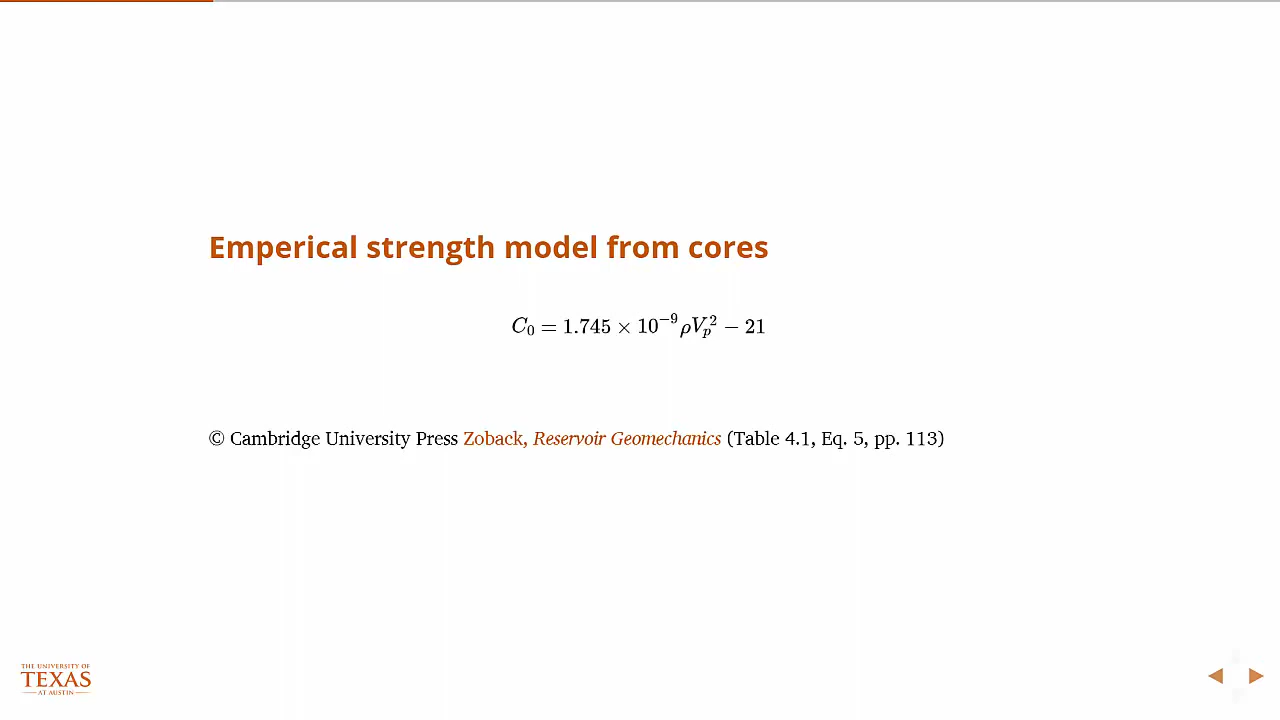 Emperical strength model from cores
C₀ = 1.745 × 10⁻⁹ρVₚ² − 21
© Cambridge University Press Zoback, Reservoir Geomechanics (Table 4.1, Eq. 5, pp. 113)
THE UNIVERSITY OF
TEXAS
AT AUSTIN